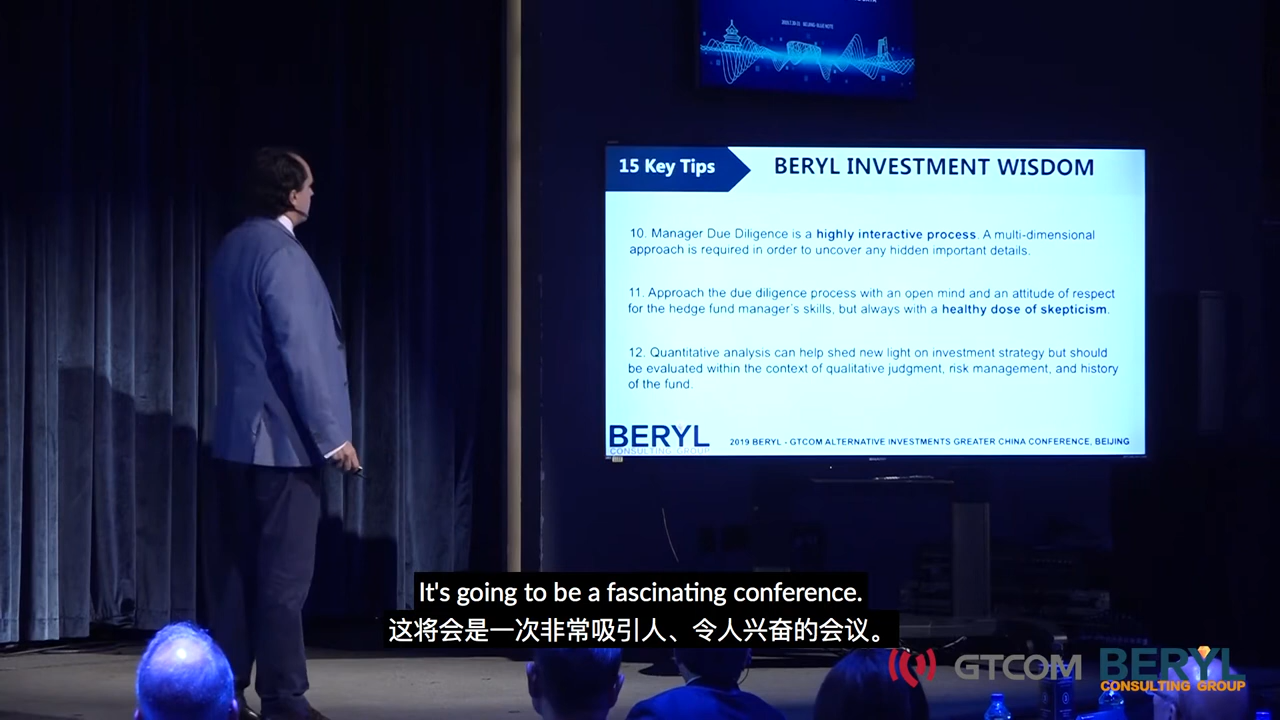 15 Key Tips
BERYL INVESTMENT WISDOM
10. Manager Due Diligence is a highly interactive process. A multi-dimensional
approach is required in order to uncover any hidden important details.
11. Approach the due diligence process with an open mind and an attitude of respect
for the hedge fund manager's skills, but always with a healthy dose of skepticism.
12. Quantitative analysis can help shed new light on investment strategy but should
be evaluated within the context of qualitative judgment, risk management, and history
of the fund.
BERYL
CONSULTING GROUP
2019 BERYL - GTCOM ALTERNATIVE INVESTMENTS GREATER CHINA CONFERENCE, BEIJING
It's going to be a fascinating conference.
这将会是一次非常吸引人、令人兴奋的会议。
GTCOM
BERYL
CONSULTING GROUP